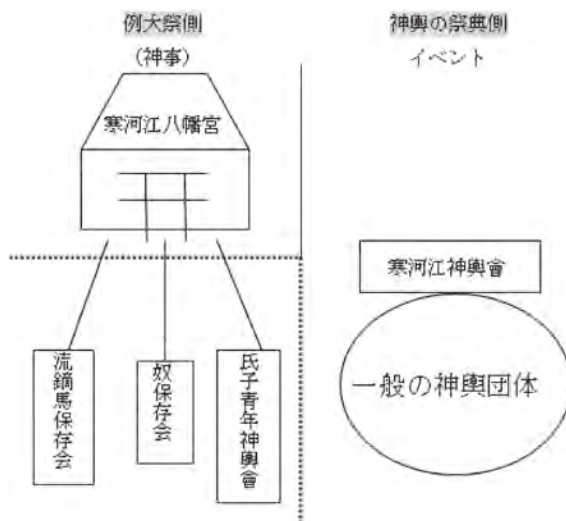 例大祭側
(神事)
寒河江八幡宮
流鏑馬保存会
奴保存会
氏子青年神輿會
神輿の祭典側
イベント
寒河江神輿會
一般の神輿団体